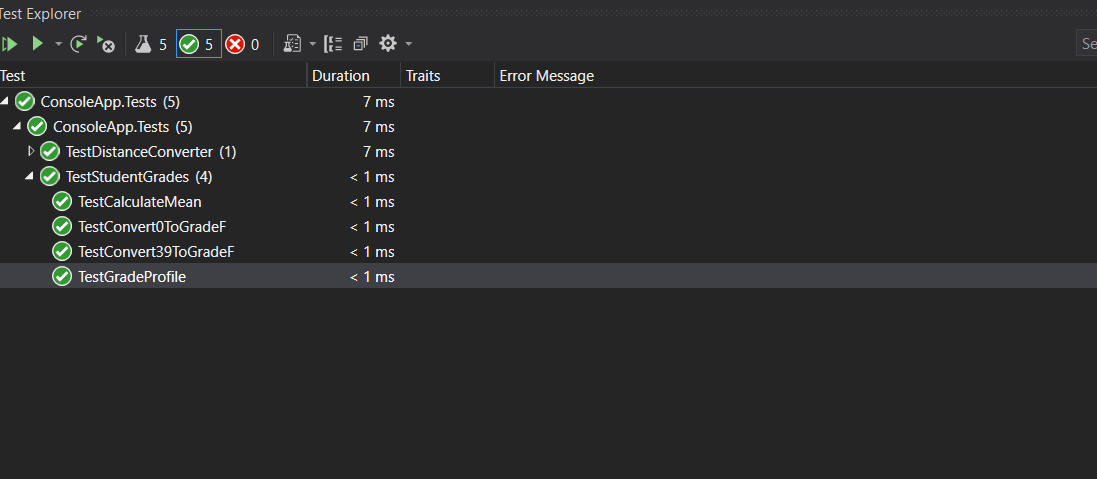 Test Explorer
5 5 0 Se
Test Duration Traits Error Message
ConsoleApp.Tests (5) 7 ms
ConsoleApp.Tests (5) 7 ms
TestDistanceConverter (1) 7 ms
TestStudentGrades (4) < 1 ms
TestCalculateMean < 1 ms
TestConvert0ToGradeF < 1 ms
TestConvert39ToGradeF < 1 ms
TestGradeProfile < 1 ms